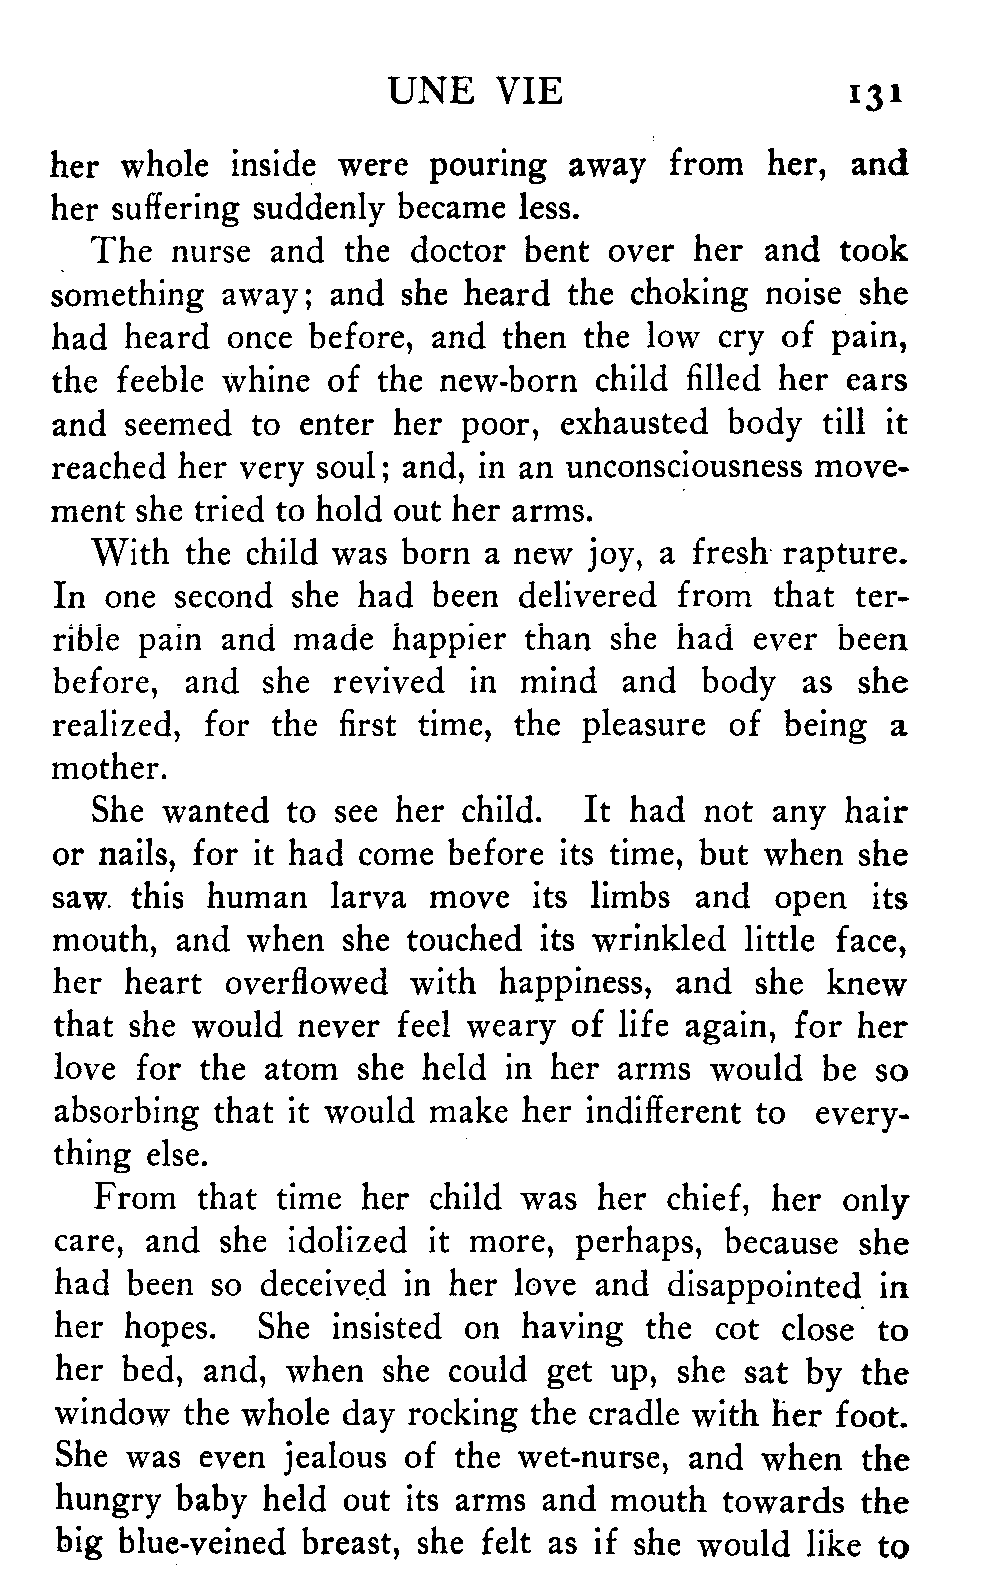 UNE VIE 131
her whole inside were pouring away from her, and
her suffering suddenly became less.
The nurse and the doctor bent over her and took
something away; and she heard the choking noise she
had heard once before, and then the low cry of pain,
the feeble whine of the new-born child filled her ears
and seemed to enter her poor, exhausted body till it
reached her very soul; and, in an unconsciousness move-
ment she tried to hold out her arms.
With the child was born a new joy, a fresh rapture.
In one second she had been delivered from that ter-
rible pain and made happier than she had ever been
before, and she revived in mind and body as she
realized, for the first time, the pleasure of being a
mother.
She wanted to see her child. It had not any hair
or nails, for it had come before its time, but when she
saw this human larva move its limbs and open its
mouth, and when she touched its wrinkled little face,
her heart overflowed with happiness, and she knew
that she would never feel weary of life again, for her
love for the atom she held in her arms would be so
absorbing that it would make her indifferent to every-
thing else.
From that time her child was her chief, her only
care, and she idolized it more, perhaps, because she
had been so deceived in her love and disappointed in
her hopes. She insisted on having the cot close to
her bed, and, when she could get up, she sat by the
window the whole day rocking the cradle with her foot.
She was even jealous of the wet-nurse, and when the
hungry baby held out its arms and mouth towards the
big blue-veined breast, she felt as if she would like to